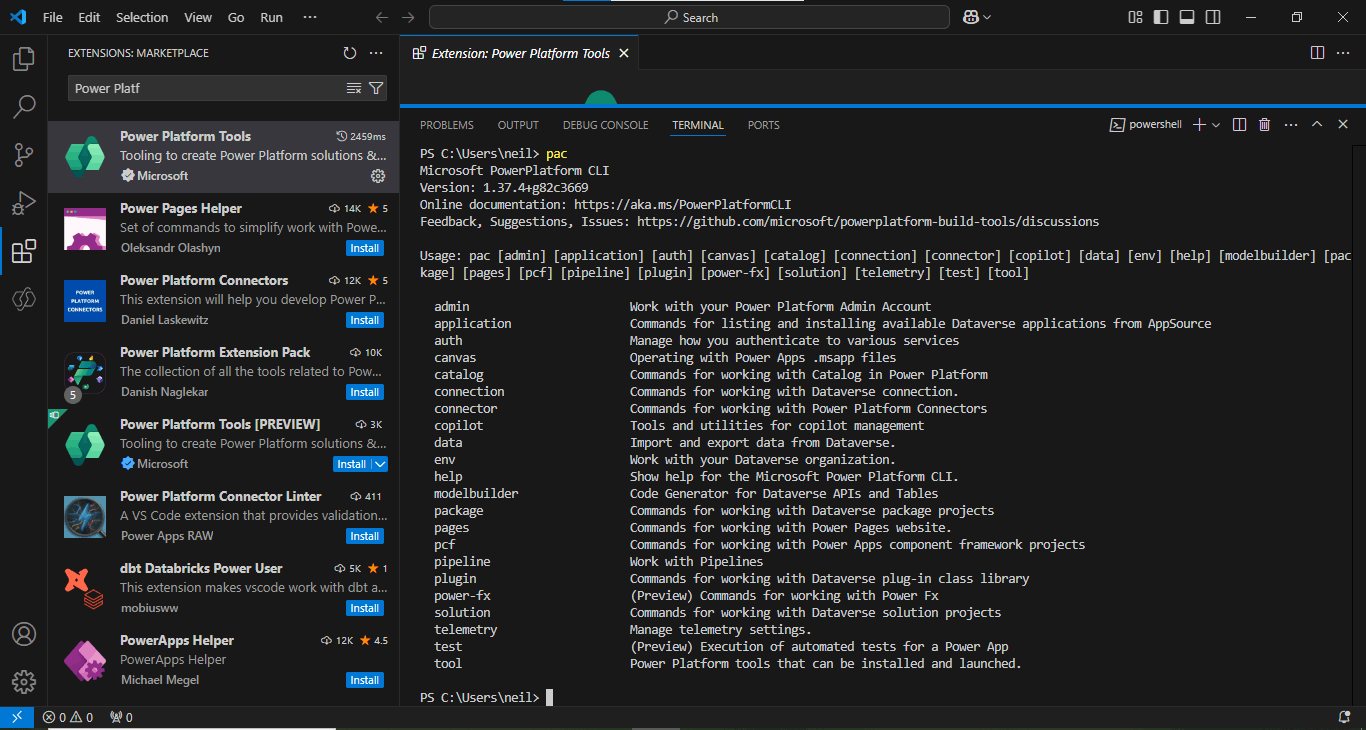 File Edit Selection View Go Run ··· Search
EXTENSIONS: MARKETPLACE
Power Platf
Power Platform Tools 2459ms
Tooling to create Power Platform solutions &...
Microsoft
Power Pages Helper 14K 5
Set of commands to simplify work with Powe...
Oleksandr Olashyn Install
POWER PLATFORM CONNECTORS
Power Platform Connectors 12K 5
This extension will help you develop Power P...
Daniel Laskewitz Install
Power Platform Extension Pack 10K
The collection of all the tools related to Pow...
5
Danish Naglekar Install
Power Platform Tools [PREVIEW] 3K
Tooling to create Power Platform solutions &...
Microsoft Install
Power Platform Connector Linter 411
A VS Code extension that provides validation...
Power Apps RAW Install
dbt Databricks Power User 5K 1
This extension makes vscode work with dbt a...
mobiusww Install
PowerApps Helper 12K 4.5
PowerApps Helper
Michael Megel Install
Extension: Power Platform Tools
PROBLEMS OUTPUT DEBUG CONSOLE TERMINAL PORTS powershell
PS C:\Users\neil> pac
Microsoft PowerPlatform CLI
Version: 1.37.4+g82c3669
Online documentation: https://aka.ms/PowerPlatformCLI
Feedback, Suggestions, Issues: https://github.com/microsoft/powerplatform-build-tools/discussions
Usage: pac [admin] [application] [auth] [canvas] [catalog] [connection] [connector] [copilot] [data] [env] [help] [modelbuilder] [pac
kage] [pages] [pcf] [pipeline] [plugin] [power-fx] [solution] [telemetry] [test] [tool]
admin Work with your Power Platform Admin Account
application Commands for listing and installing available Dataverse applications from AppSource
auth Manage how you authenticate to various services
canvas Operating with Power Apps .msapp files
catalog Commands for working with Catalog in Power Platform
connection Commands for working with Dataverse connection.
connector Commands for working with Power Platform Connectors
copilot Tools and utilities for copilot management
data Import and export data from Dataverse.
env Work with your Dataverse organization.
help Show help for the Microsoft Power Platform CLI.
modelbuilder Code Generator for Dataverse APIs and Tables
package Commands for working with Dataverse package projects
pages Commands for working with Power Pages website.
pcf Commands for working with Power Apps component framework projects
pipeline Work with Pipelines
plugin Commands for working with Dataverse plug-in class library
power-fx (Preview) Commands for working with Power Fx
solution Commands for working with Dataverse solution projects
telemetry Manage telemetry settings.
test (Preview) Execution of automated tests for a Power App
tool Power Platform tools that can be installed and launched.
PS C:\Users\neil>
0 0 0